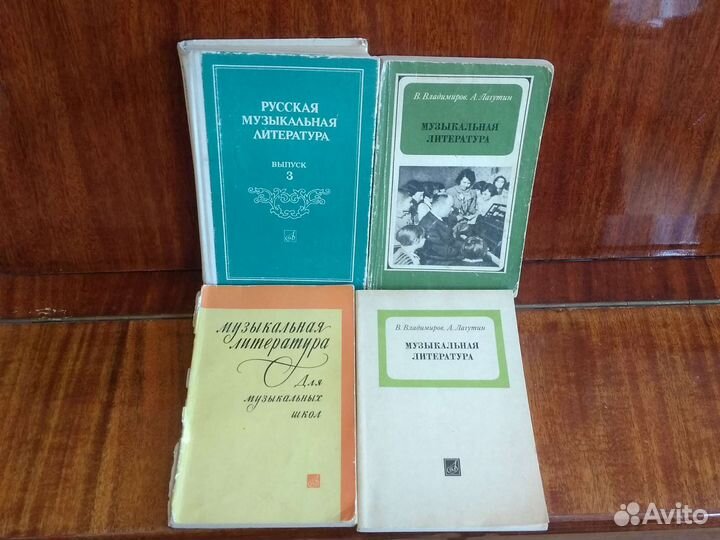 РУССКАЯ
МУЗЫКАЛЬНАЯ
ЛИТЕРАТУРА
ВЫПУСК
3
В. Владимиров, А. Лагутин
МУЗЫКАЛЬНАЯ
ЛИТЕРАТУРА
музыкальная
литература
Для
музыкальных
школ
В. Владимиров, А. Лагутин
МУЗЫКАЛЬНАЯ
ЛИТЕРАТУРА
Avito